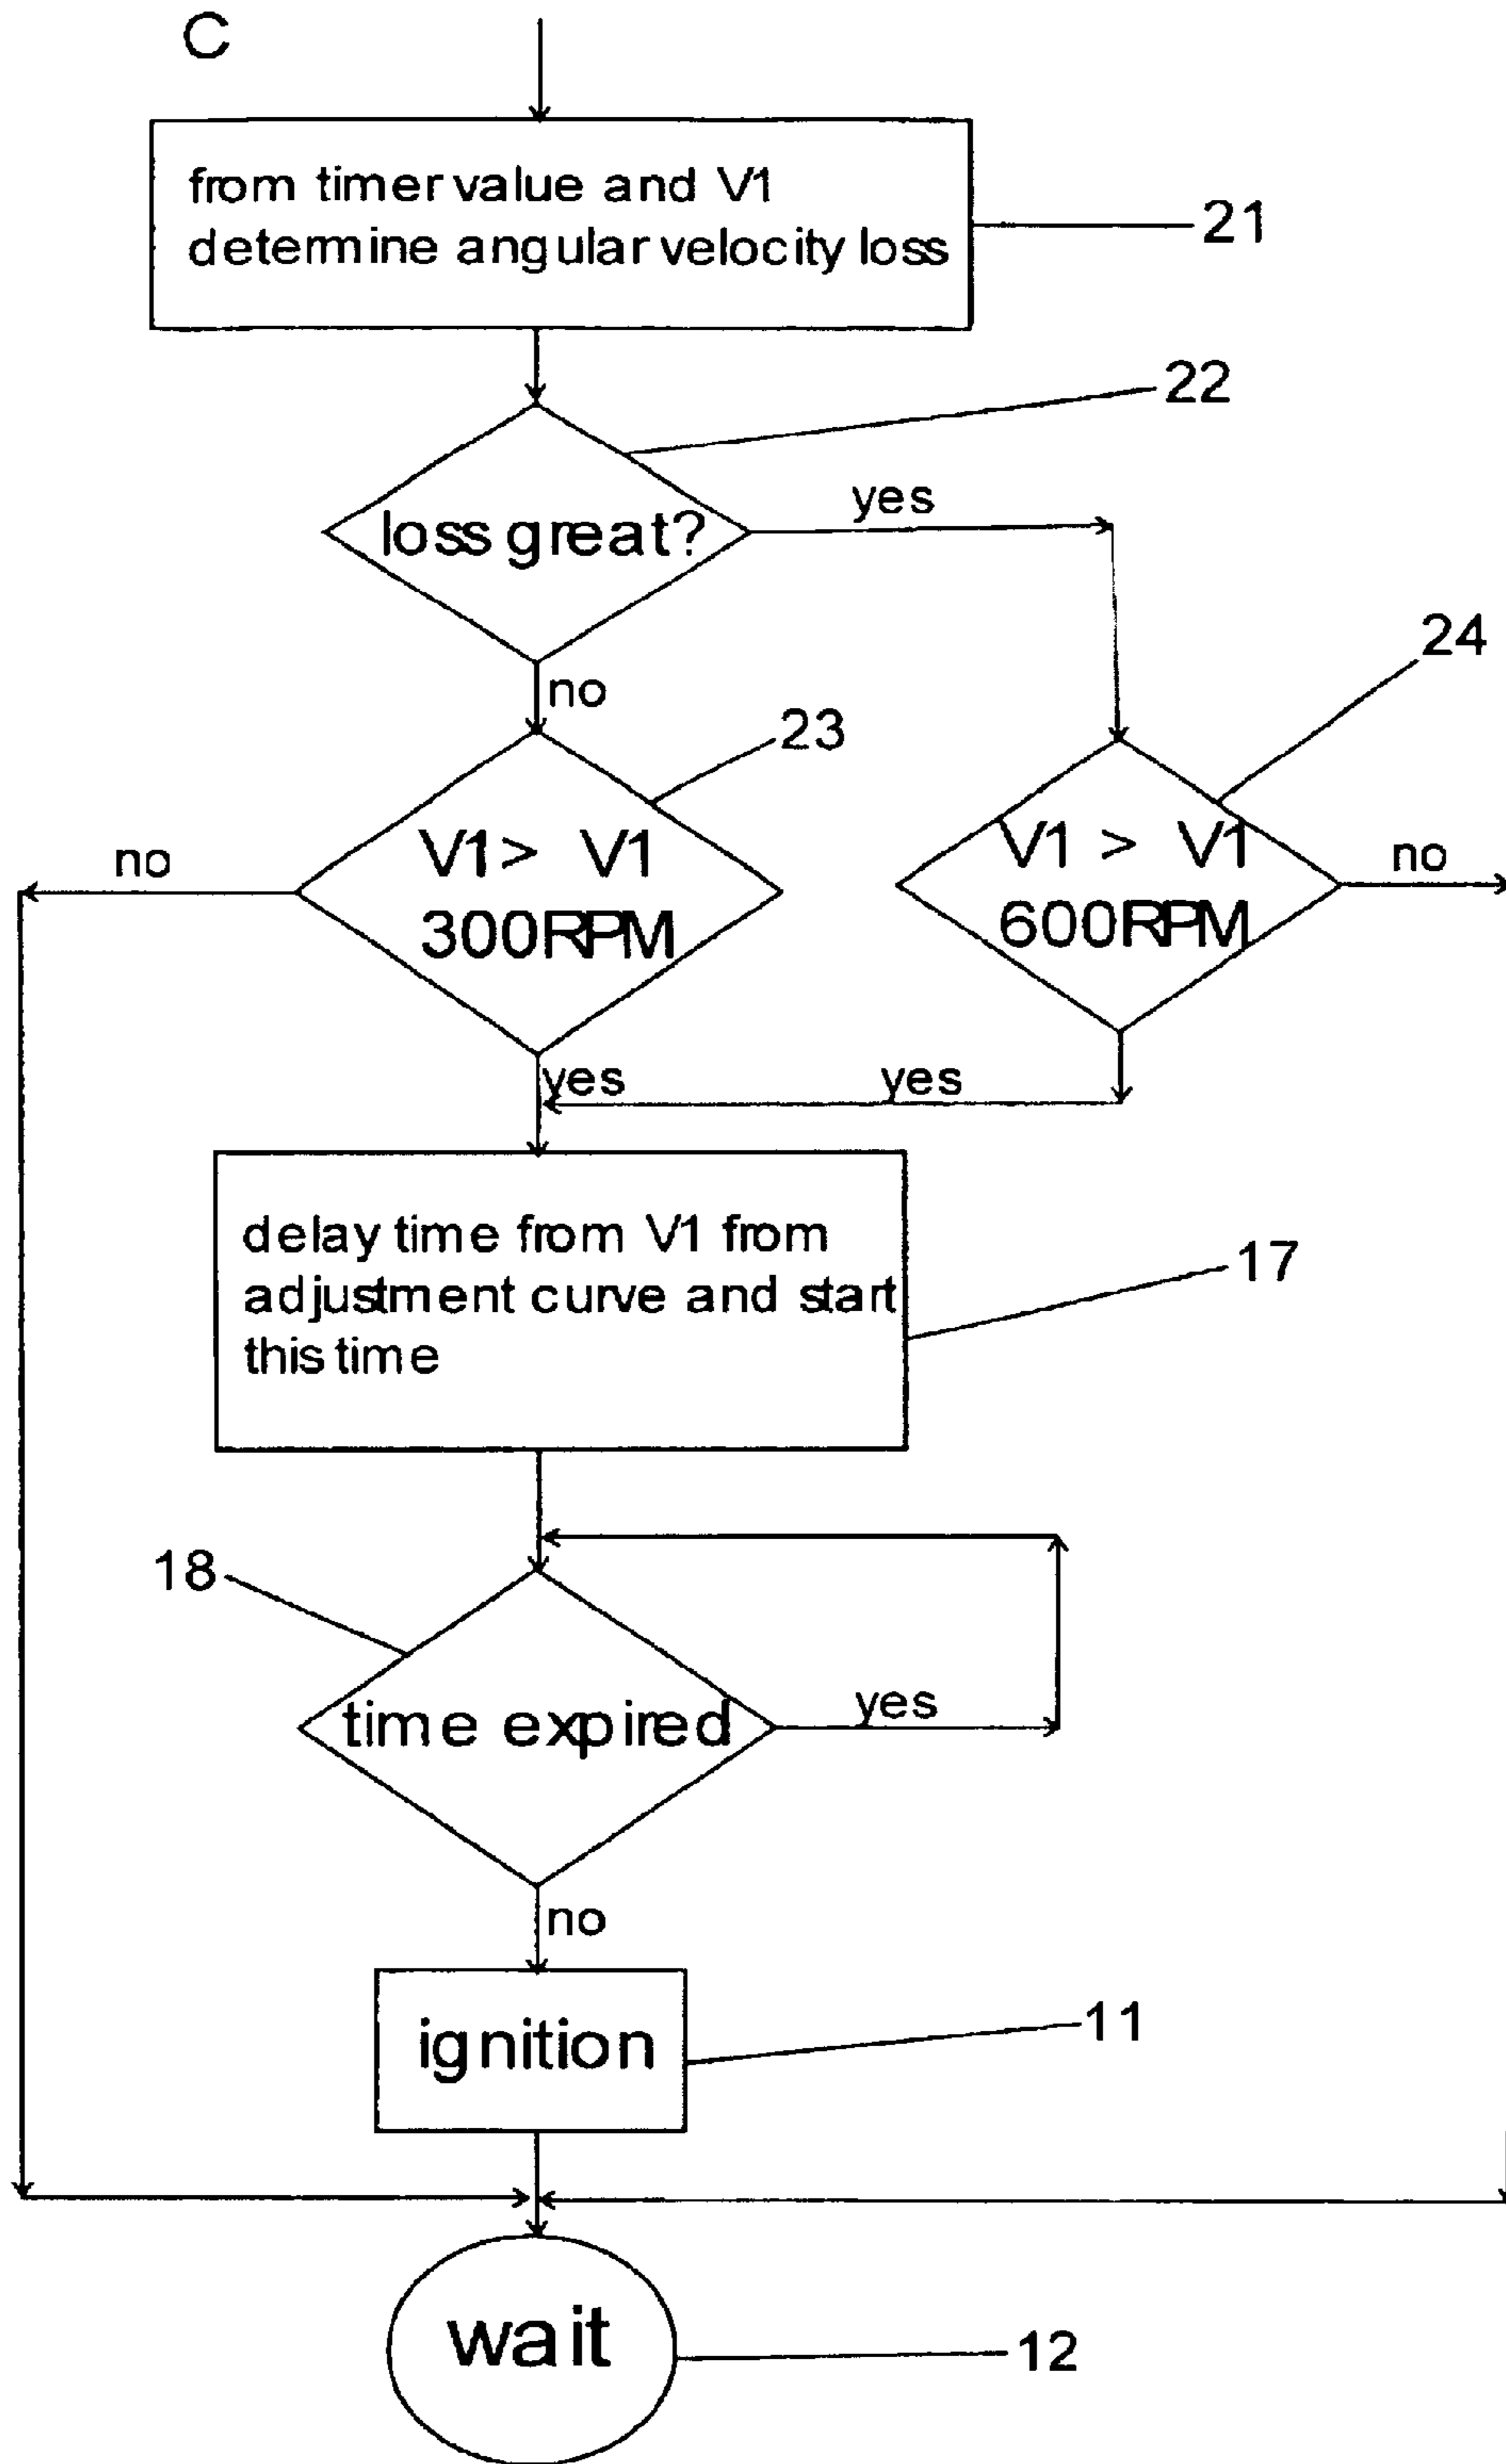 C
from timer value and V1
determine angular velocity loss
21
22
loss great?
yes
no
24
23
V1 > V1
300RPM
no
V1 > V1
600RPM
no
yes
yes
delay time from V1 from
adjustment curve and start
this time
17
18
time expired
yes
no
ignition
11
wait
12